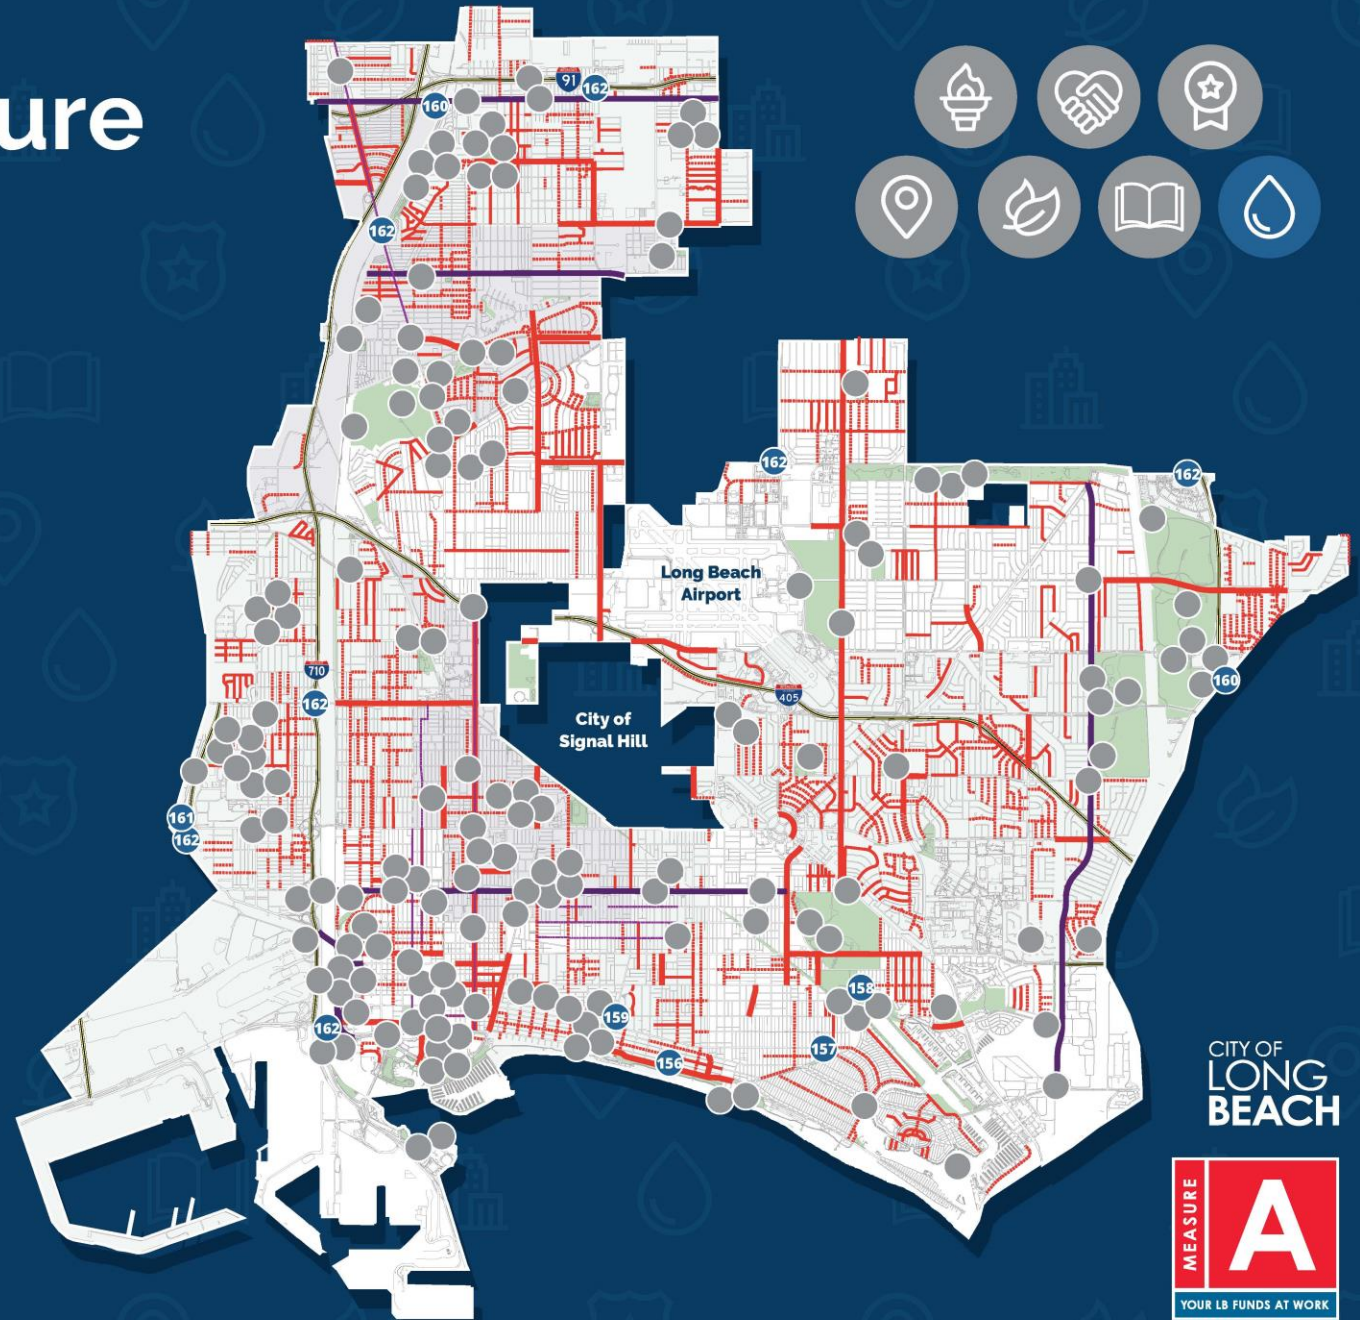 ure
91
162
160
162
162
162
Long Beach
Airport
710
162
405
160
City of
Signal Hill
161
162
158
159
162
157
156
CITY OF
LONG
BEACH
MEASURE
A
YOUR LB FUNDS AT WORK